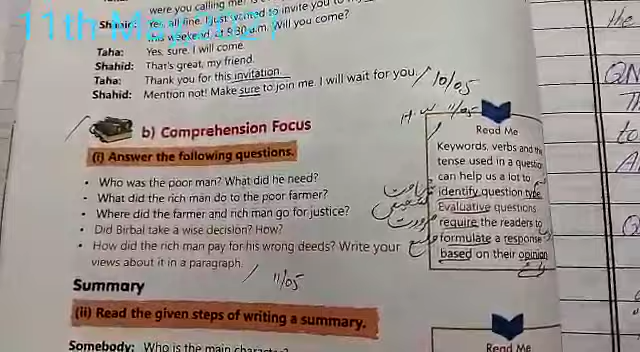 were you calling me?
Shahid: Yes, all fine. I just wanted to invite you to my
this weekend, at 9:30 a.m. Will you come?
11th May 2021
Taha: Yes, sure. I will come.
Shahid: That's great, my friend.
Taha: Thank you for this invitation.
Shahid: Mention not! Make sure to join me. I will wait for you. / 10/05
H.W 11/05
b) Comprehension Focus
(i) Answer the following questions.
• Who was the poor man? What did he need?
• What did the rich man do to the poor farmer?
• Where did the farmer and rich man go for justice?
• Did Birbal take a wise decision? How?
• How did the rich man pay for his wrong deeds? Write your
views about it in a paragraph. / 11/05
Summary
(ii) Read the given steps of writing a summary.
Somebody: Who is the main character?
Read Me
Keywords, verbs and the
tense used in a question
can help us a lot to
identify question type.
Evaluative questions
require the readers to
formulate a response
based on their opinion
ضرورت
Read Me
the
QN
Th
to